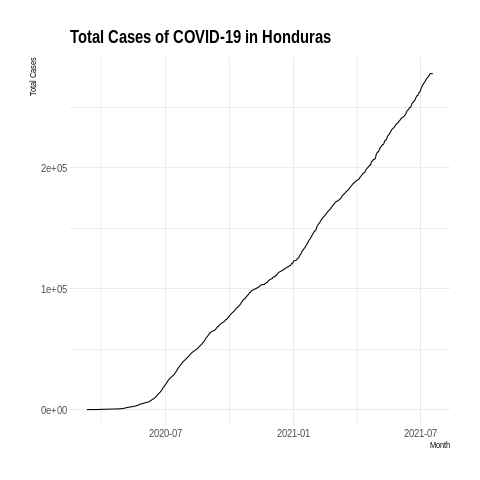 Total Cases of COVID-19 in Honduras
Total Cases
2e+05
1e+05
0e+00
2020-07
2021-01
2021-07
Month